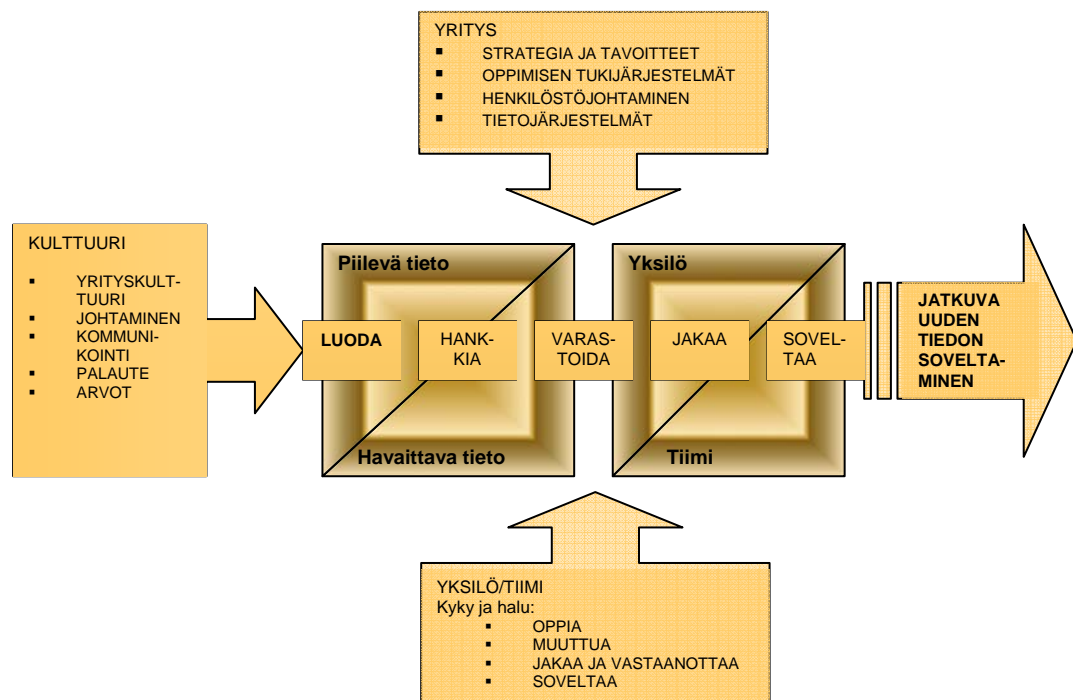 YRITYS
▪ STRATEGIA JA TAVOITTEET
▪ OPPIMISEN TUKIJÄRJESTELMÄT
▪ HENKILÖSTÖJOHTAMINEN
▪ TIETOJÄRJESTELMÄT
KULTTUURI
▪ YRITYSKULT-
TUURI
▪ JOHTAMINEN
▪ KOMMUNI-
KOINTI
▪ PALAUTE
▪ ARVOT
Piilevä tieto
Yksilö
LUODA
HANK-
KIA
VARAS-
TOIDA
JAKAA
SOVEL-
TAA
Havaittava tieto
Tiimi
JATKUVA
UUDEN
TIEDON
SOVELTA-
MINEN
YKSILÖ/TIIMI
Kyky ja halu:
▪ OPPIA
▪ MUUTTUA
▪ JAKAA JA VASTAANOTTAA
▪ SOVELTAA